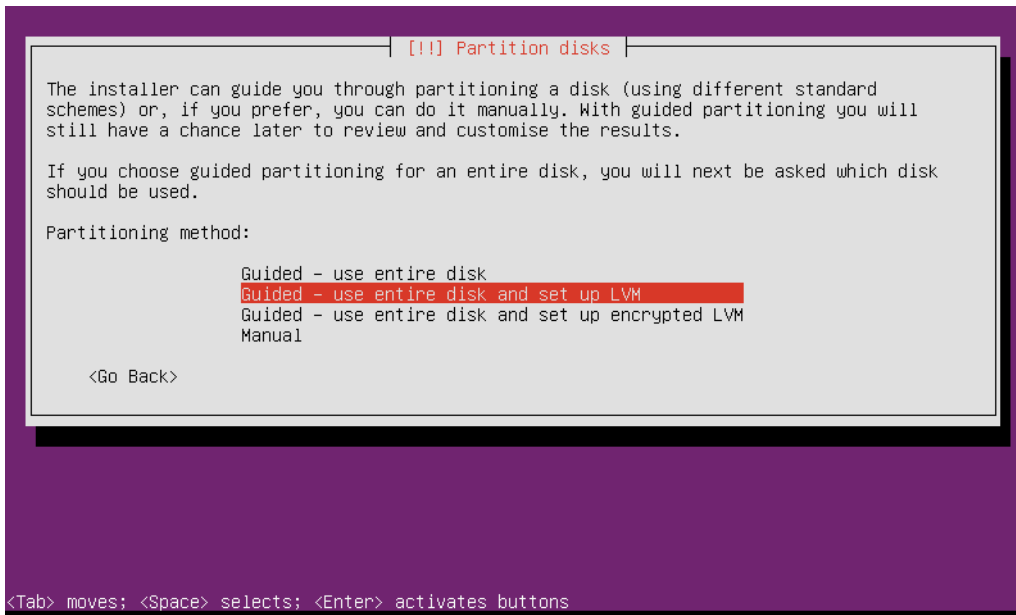 [!!] Partition disks
The installer can guide you through partitioning a disk (using different standard
schemes) or, if you prefer, you can do it manually. With guided partitioning you will
still have a chance later to review and customise the results.
If you choose guided partitioning for an entire disk, you will next be asked which disk
should be used.
Partitioning method:
Guided – use entire disk
Guided – use entire disk and set up LVM
Guided – use entire disk and set up encrypted LVM
Manual
<Go Back>
<Tab> moves; <Space> selects; <Enter> activates buttons